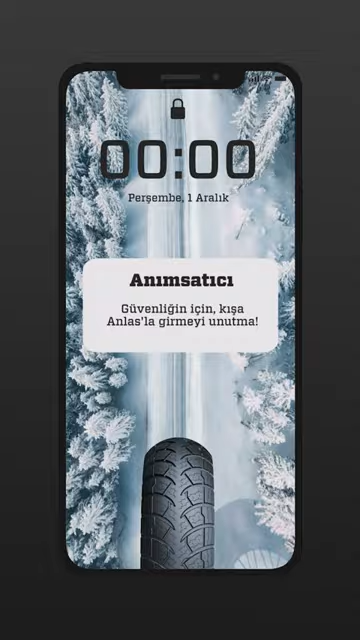 00:00
Perşembe, 1 Aralık
Anımsatıcı
Güvenliğin için, kışa
Anlas'la girmeyi unutma!